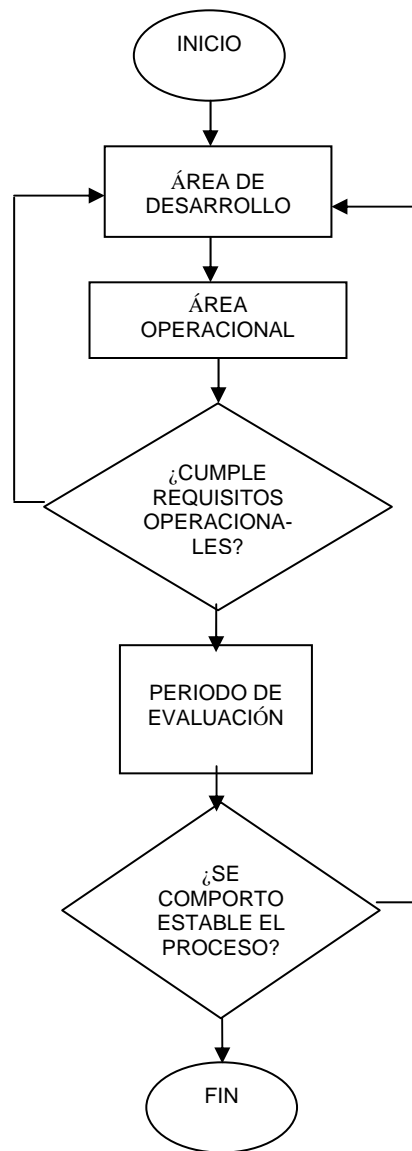 INICIO
ÁREA DE
DESARROLLO
ÁREA
OPERACIONAL
¿CUMPLE
REQUISITOS
OPERACIONA-
LES?
PERIODO DE
EVALUACIÓN
¿SE
COMPORTO
ESTABLE EL
PROCESO?
FIN